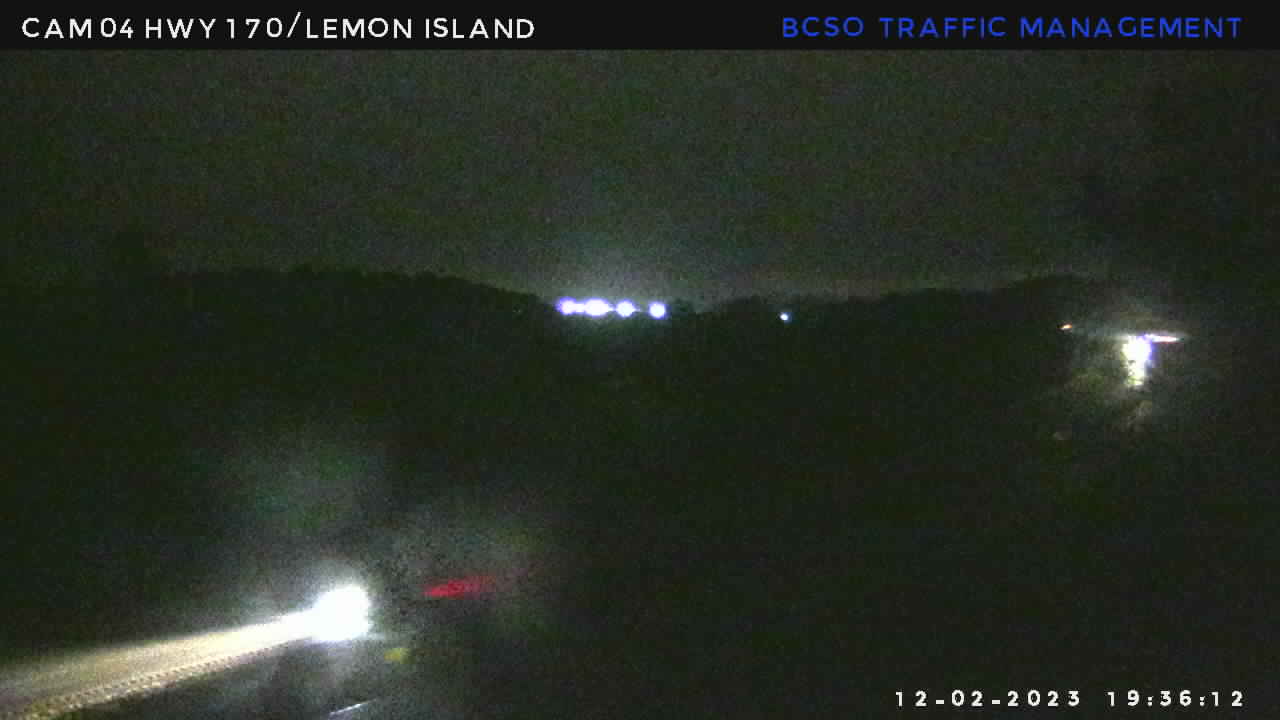 CAM04 HWY 170/LEMON ISLAND
BCSO TRAFFIC MANAGEMENT
12-02-2023 19:36:12